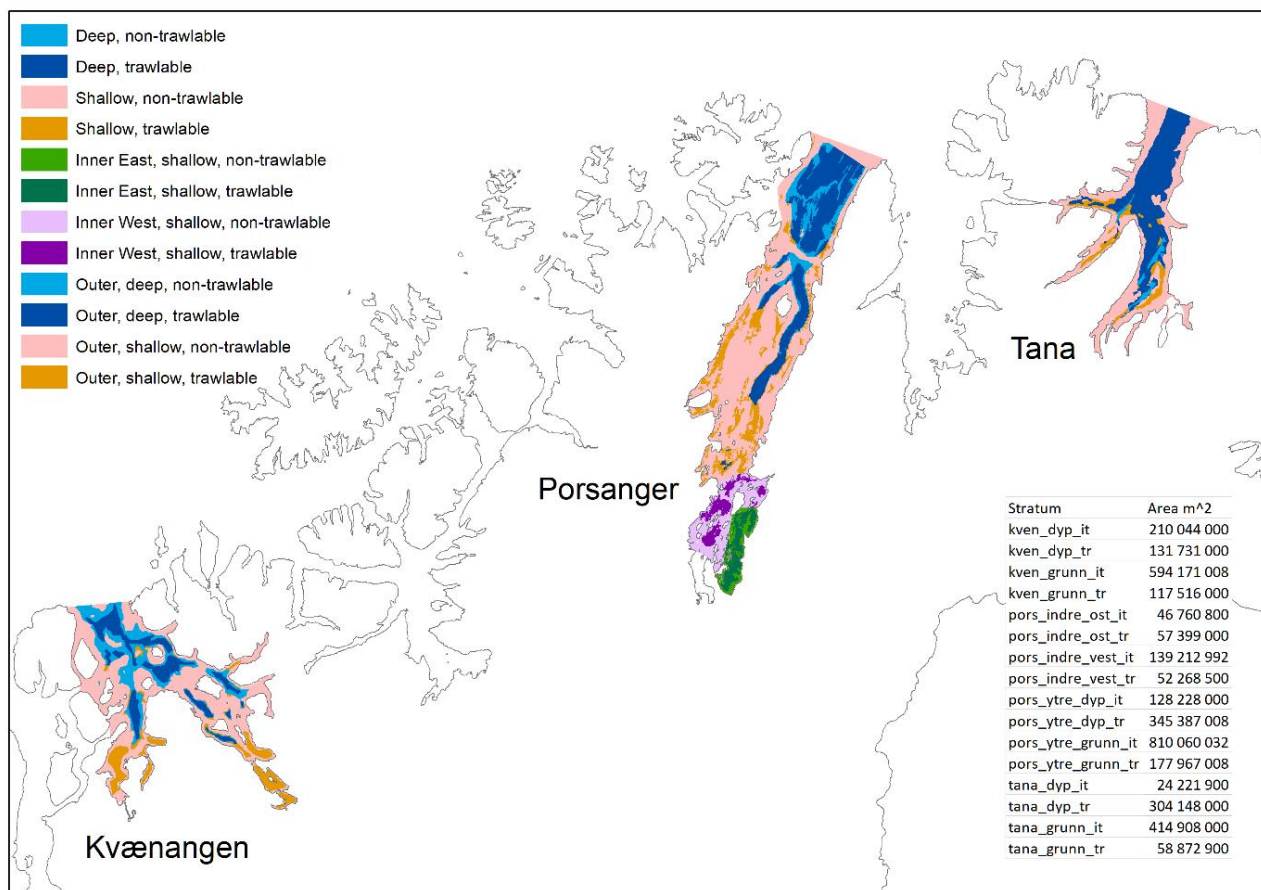 Deep, non-trawlable
Deep, trawlable
Shallow, non-trawlable
Shallow, trawlable
Inner East, shallow, non-trawlable
Inner East, shallow, trawlable
Inner West, shallow, non-trawlable
Inner West, shallow, trawlable
Outer, deep, non-trawlable
Outer, deep, trawlable
Outer, shallow, non-trawlable
Outer, shallow, trawlable
Tana
Porsanger
Kvænangen
Stratum Area m^2
kven_dyp_it 210 044 000
kven_dyp_tr 131 731 000
kven_grunn_it 594 171 008
kven_grunn_tr 117 516 000
pors_indre_ost_it 46 760 800
pors_indre_ost_tr 57 399 000
pors_indre_vest_it 139 212 992
pors_indre_vest_tr 52 268 500
pors_ytre_dyp_it 128 228 000
pors_ytre_dyp_tr 345 387 008
pors_ytre_grunn_it 810 060 032
pors_ytre_grunn_tr 177 967 008
tana_dyp_it 24 221 900
tana_dyp_tr 304 148 000
tana_grunn_it 414 908 000
tana_grunn_tr 58 872 900